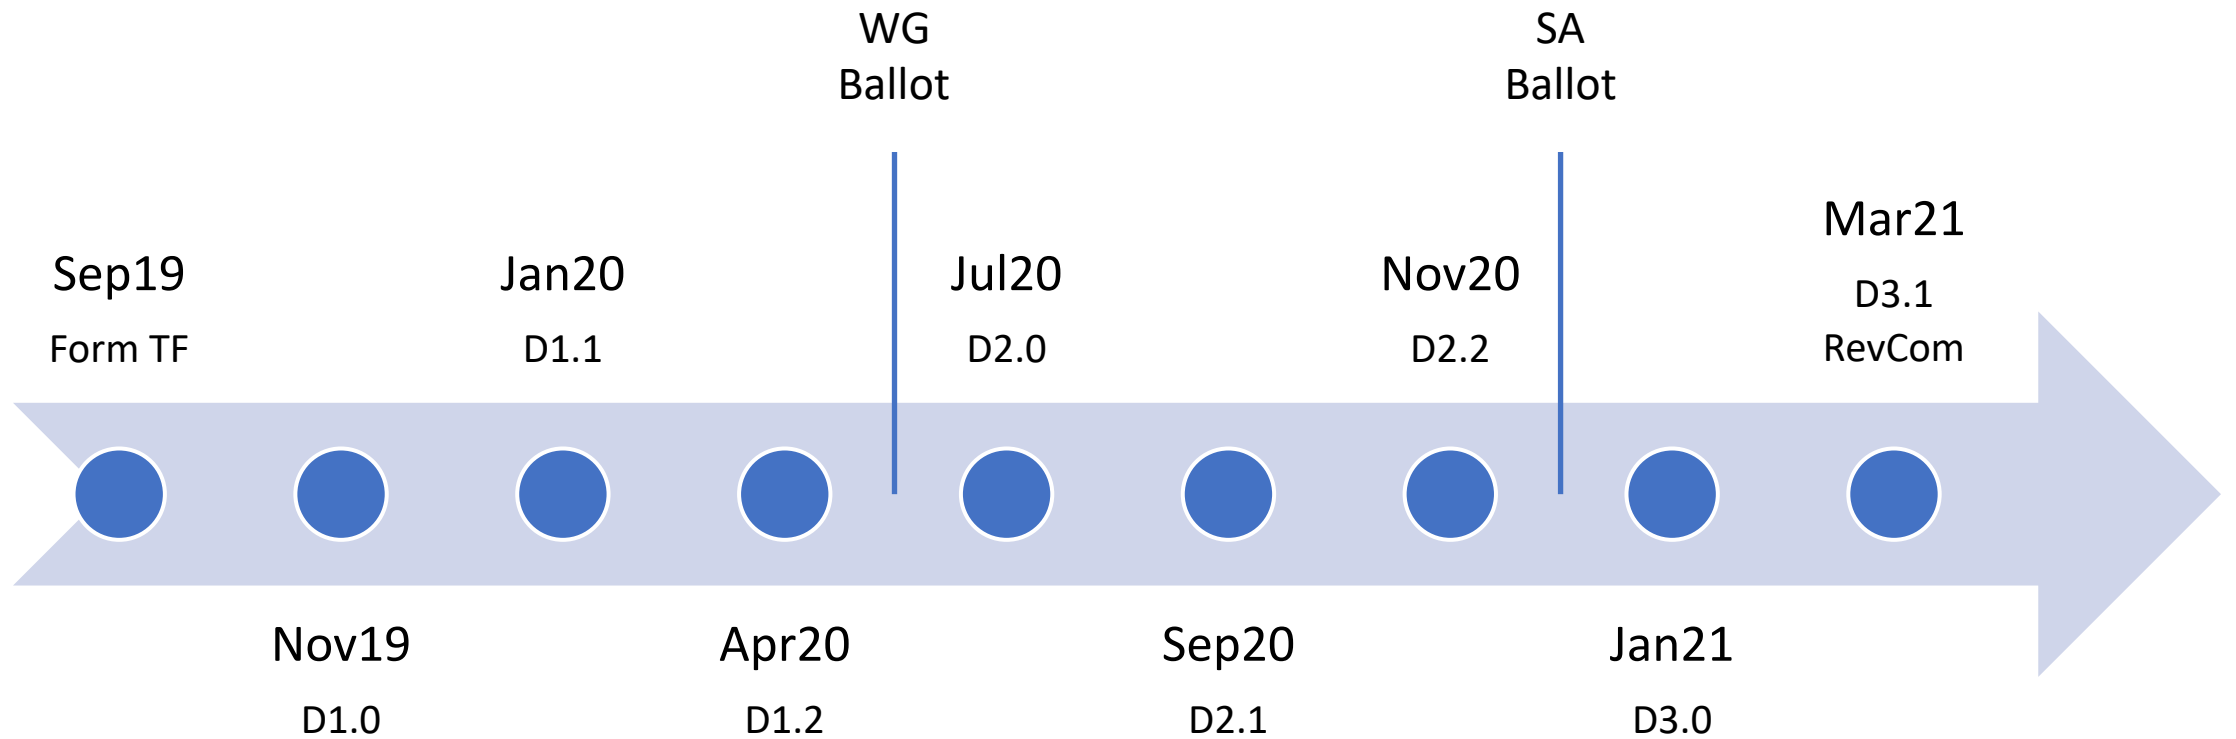 WG
Ballot
SA
Ballot
Sep19
Form TF
Jan20
D1.1
Jul20
D2.0
Nov20
D2.2
Mar21
D3.1
RevCom
Nov19
D1.0
Apr20
D1.2
Sep20
D2.1
Jan21
D3.0